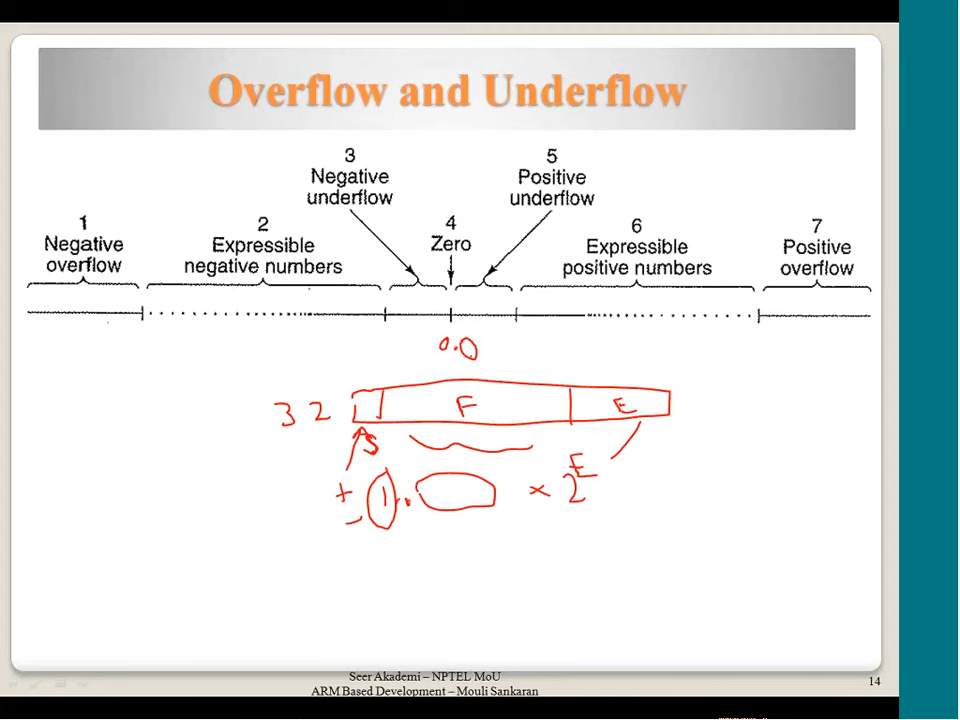 Overflow and Underflow
3
Negative
underflow
5
Positive
underflow
1
Negative
overflow
2
Expressible
negative numbers
4
Zero
6
Expressible
positive numbers
7
Positive
overflow
0.0
32 F E
S
+ 1. × 2 E
−
Seer Akademi – NPTEL MoU
ARM Based Development – Mouli Sankaran
14